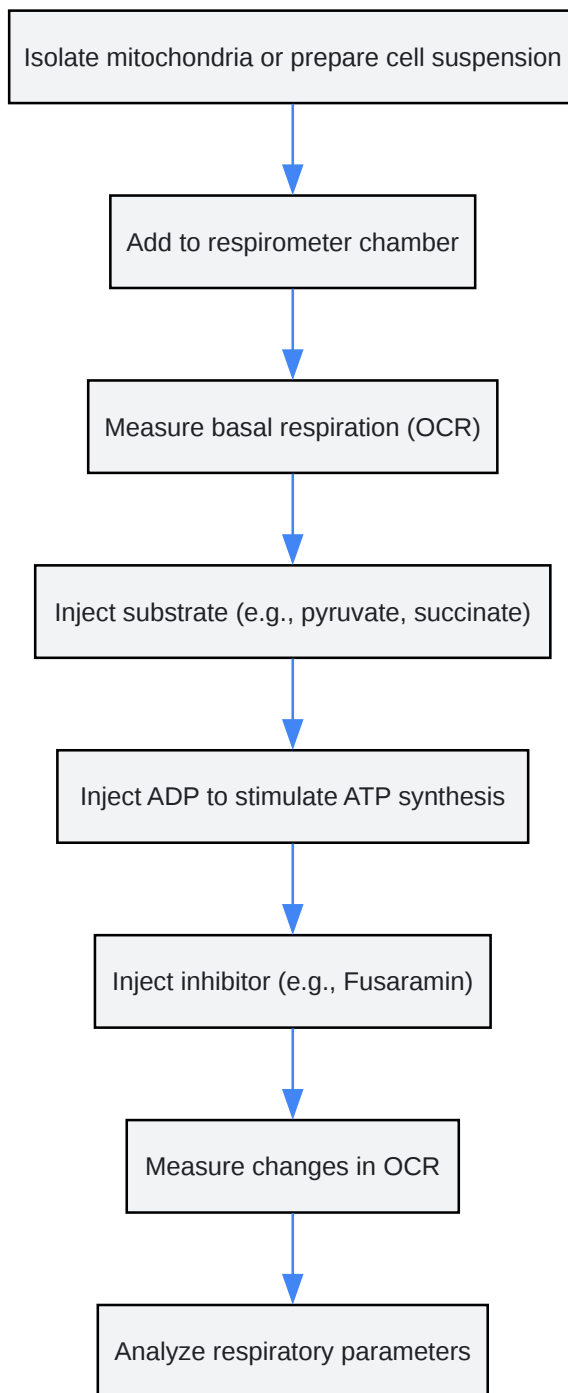 Isolate mitochondria or prepare cell suspension
Add to respirometer chamber
Measure basal respiration (OCR)
Inject substrate (e.g., pyruvate, succinate)
Inject ADP to stimulate ATP synthesis
Inject inhibitor (e.g., Fusaramin)
Measure changes in OCR
Analyze respiratory parameters